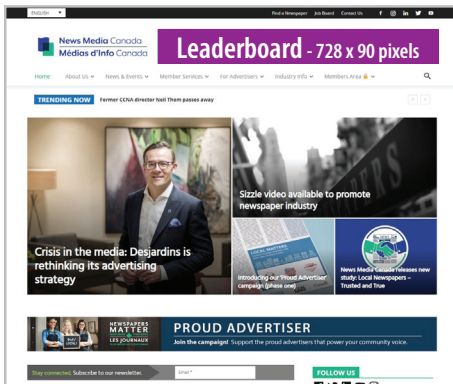 ENGLISH
Find a Newspaper Job Board Contact Us
News Media Canada
Médias d'Info Canada
Leaderboard - 728 x 90 pixels
Home About Us News & Events Member Services For Advertisers Industry Info Members Area
TRENDING NOW Former CCNA director Neil Thom passes away
Crisis in the media: Desjardins is
rethinking its advertising
strategy
Sizzle video available to promote
newspaper industry
LOCAL MATTERS
Introducing our 'Proud Advertiser'
campaign (phase one)
News Media Canada releases new
study: Local Newspapers –
Trusted and True
NEWSPAPERS
MATTER
LES JOURNAUX
PROUD ADVERTISER
Join the campaign! Support the proud advertisers that power your community voice.
Stay connected. Subscribe to our newsletter.
Email *
FOLLOW US